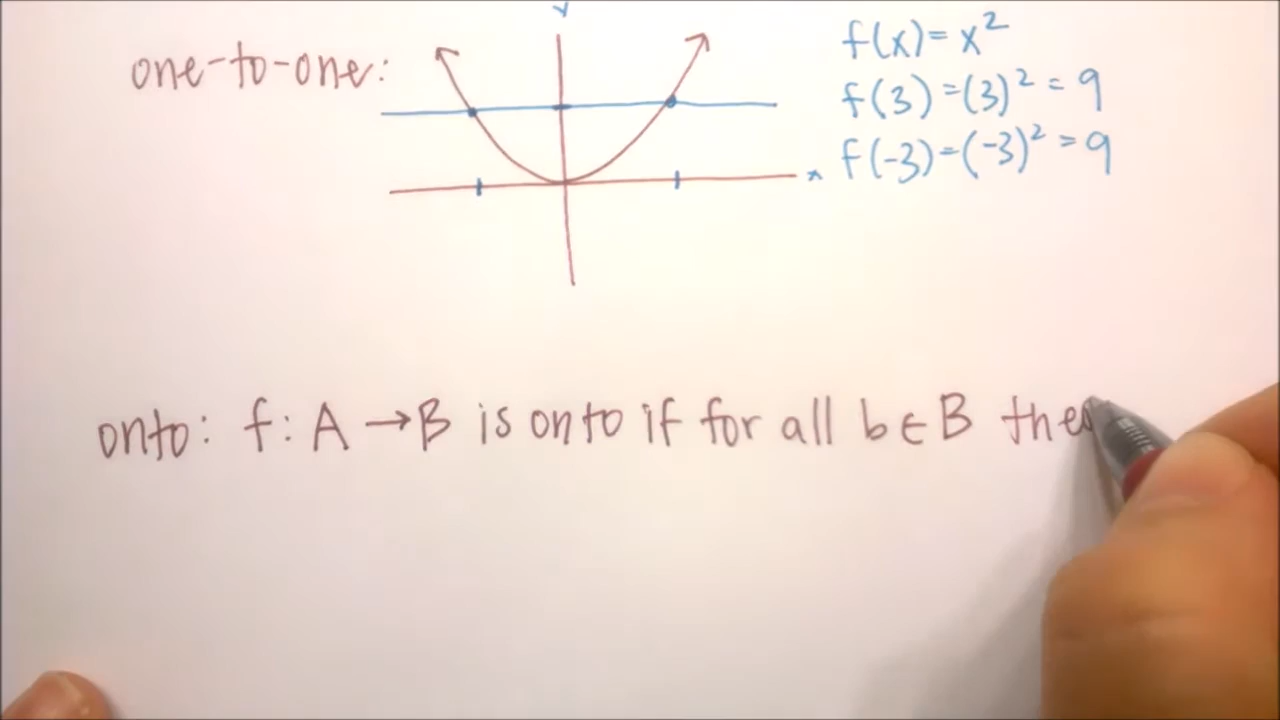 one-to-one:
f(x)=x²
f(3)=(3)²=9
f(-3)=(-3)²=9
x
onto: f: A→B is onto if for all b∈B the